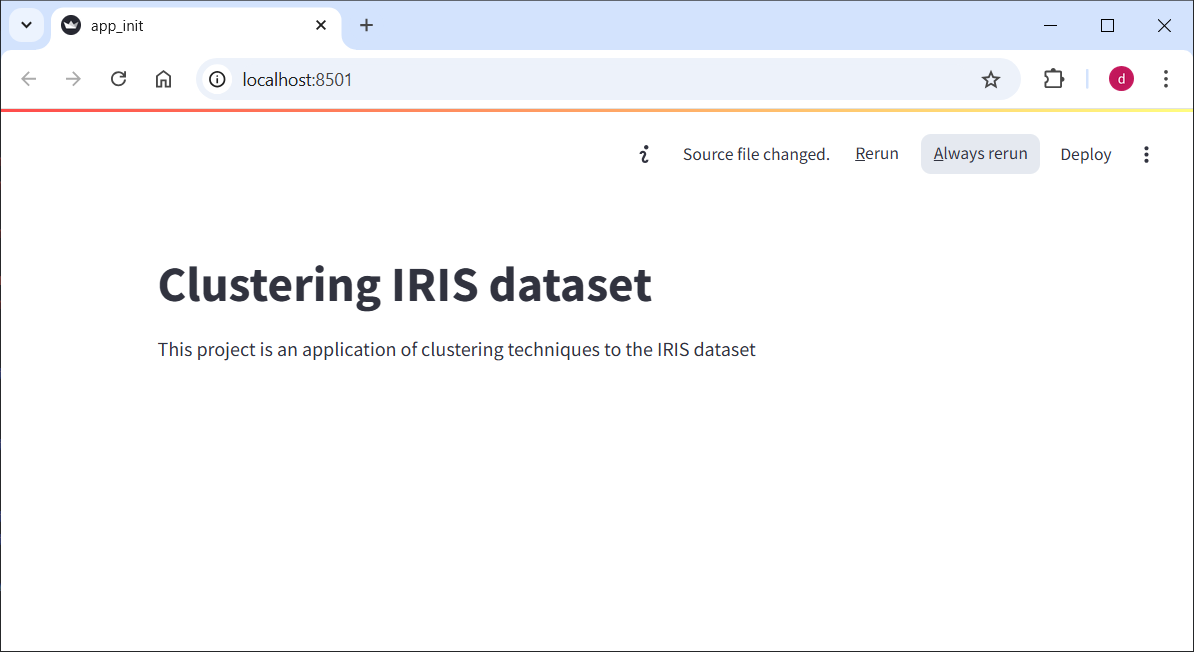 app_init
localhost:8501
d
Source file changed. Rerun Always rerun Deploy
Clustering IRIS dataset
This project is an application of clustering techniques to the IRIS dataset